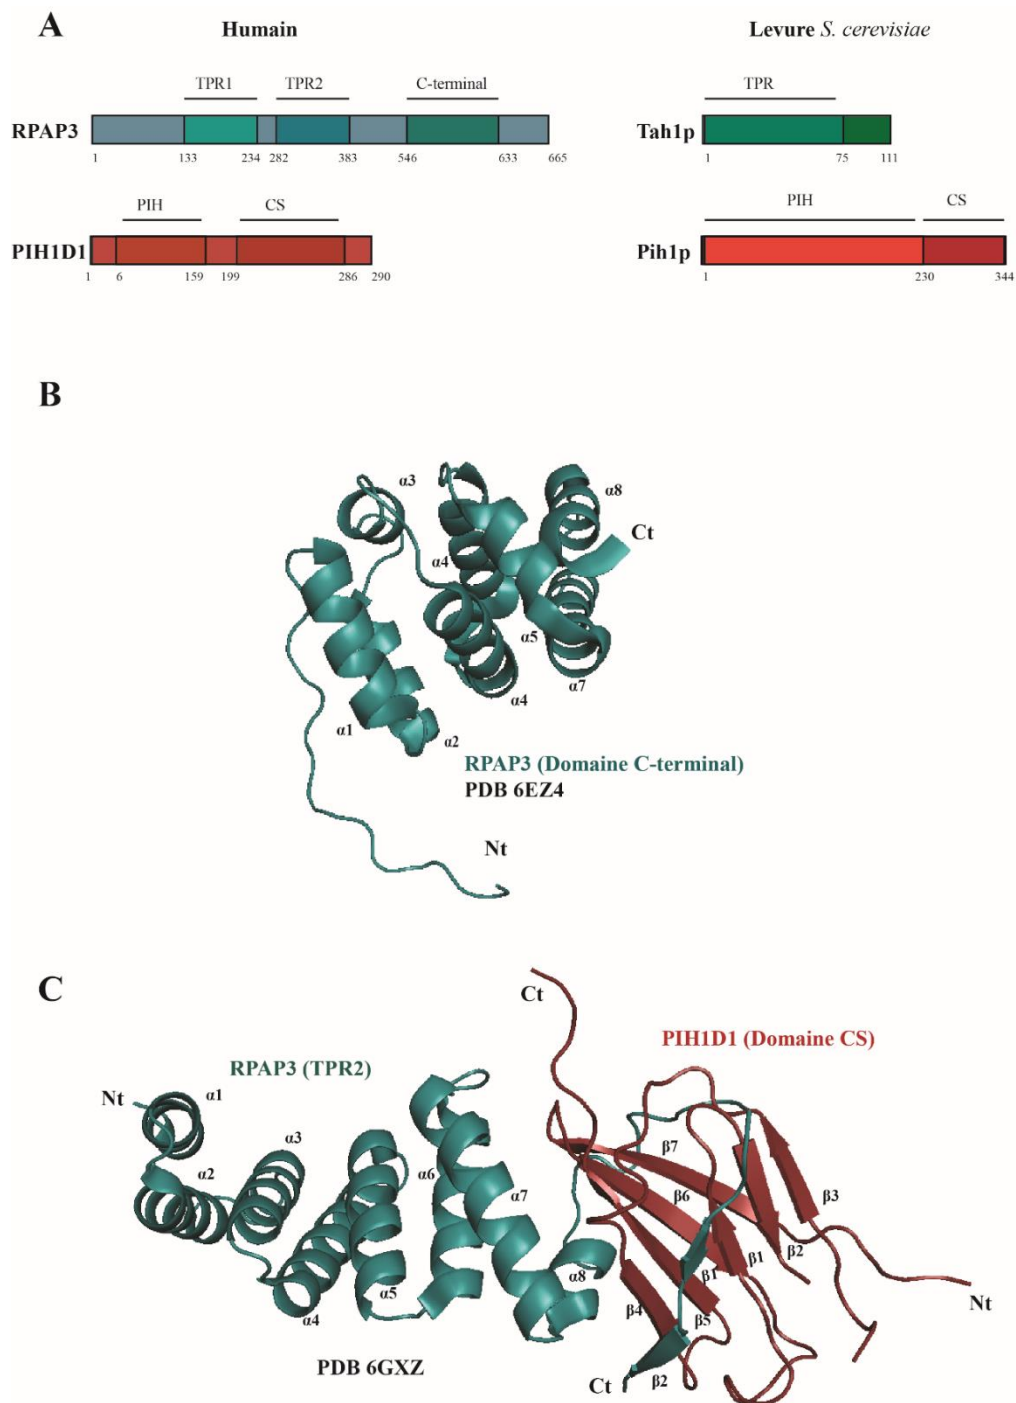 A
Humain
Levure S. cerevisiae
TPR1 TPR2 C-terminal
TPR
RPAP3
Tah1p
1 133 234 282 383 546 633 665
1 75 111
PIH CS
PIH CS
PIH1D1
Pih1p
1 6 159 199 286 290
1 230 344
B
α3
α8
Ct
α4
α5
α7
α4
α1
α2
RPAP3 (Domaine C-terminal)
PDB 6EZ4
Nt
C
Ct
PIH1D1 (Domaine CS)
RPAP3 (TPR2)
Nt
α1
α3
α2
α6
α7
β7
β6
β3
β2
β1
β1
α8
α5
α4
β4
β5
Nt
PDB 6GXZ
Ct
β2